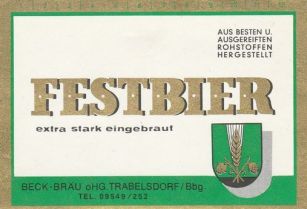 AUS BESTEN U.
AUSGEREIFTEN
ROHSTOFFEN
HERGESTELLT
FESTBIER
extra stark eingebraut
BECK-BRÄU oHG. TRABELSDORF/Bbg.
TEL. 09549/252